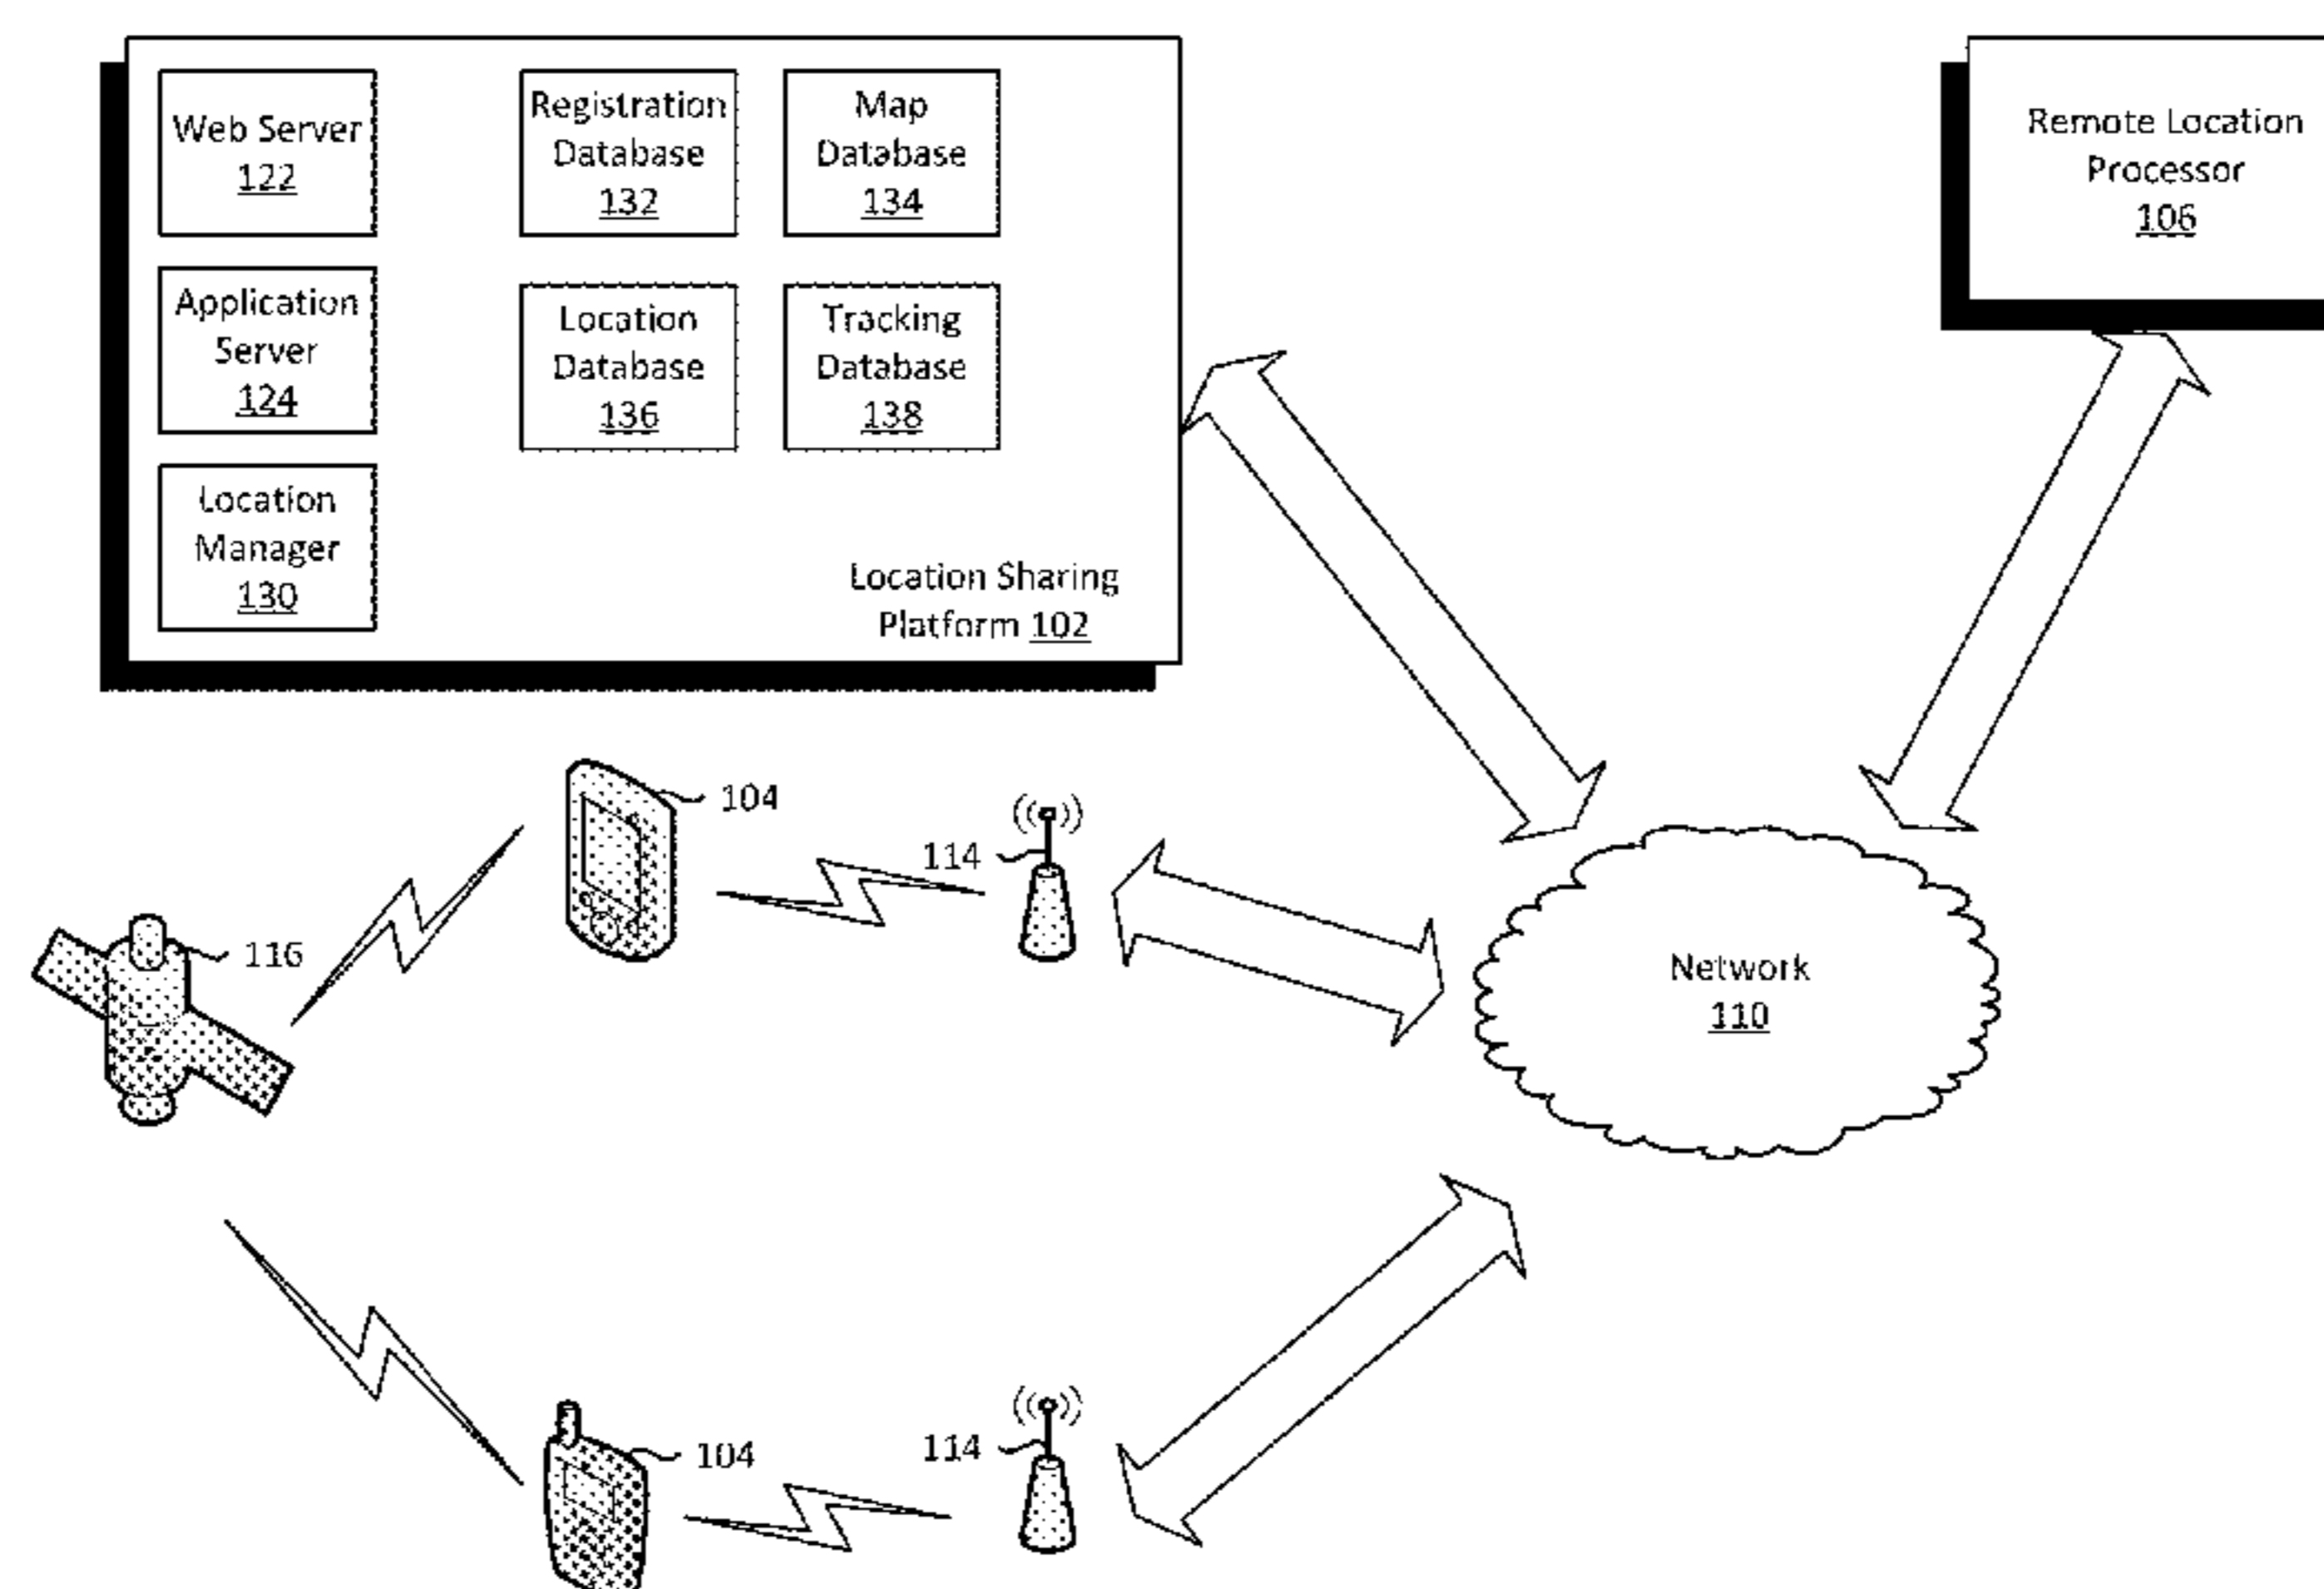 Web Server
122
Registration
Database
132
Map
Database
134
Application
Server
124
Location
Database
136
Tracking
Database
138
Location
Manager
130
Location Sharing
Platform 102
Remote Location
Processor
106
104
114
116
Network
110
104
114